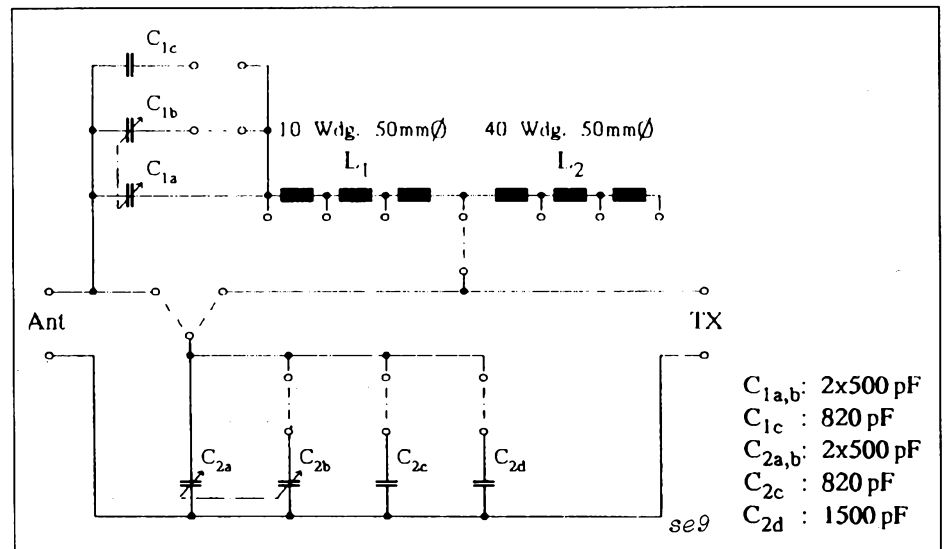 C1c
C1b
C1a
10 Wdg. 50mmØ
L1
40 Wdg. 50mmØ
L2
Ant
TX
C2a
C2b
C2c
C2d
C1a,b: 2x500 pF
C1c : 820 pF
C2a,b: 2x500 pF
C2c : 820 pF
C2d : 1500 pF
se9